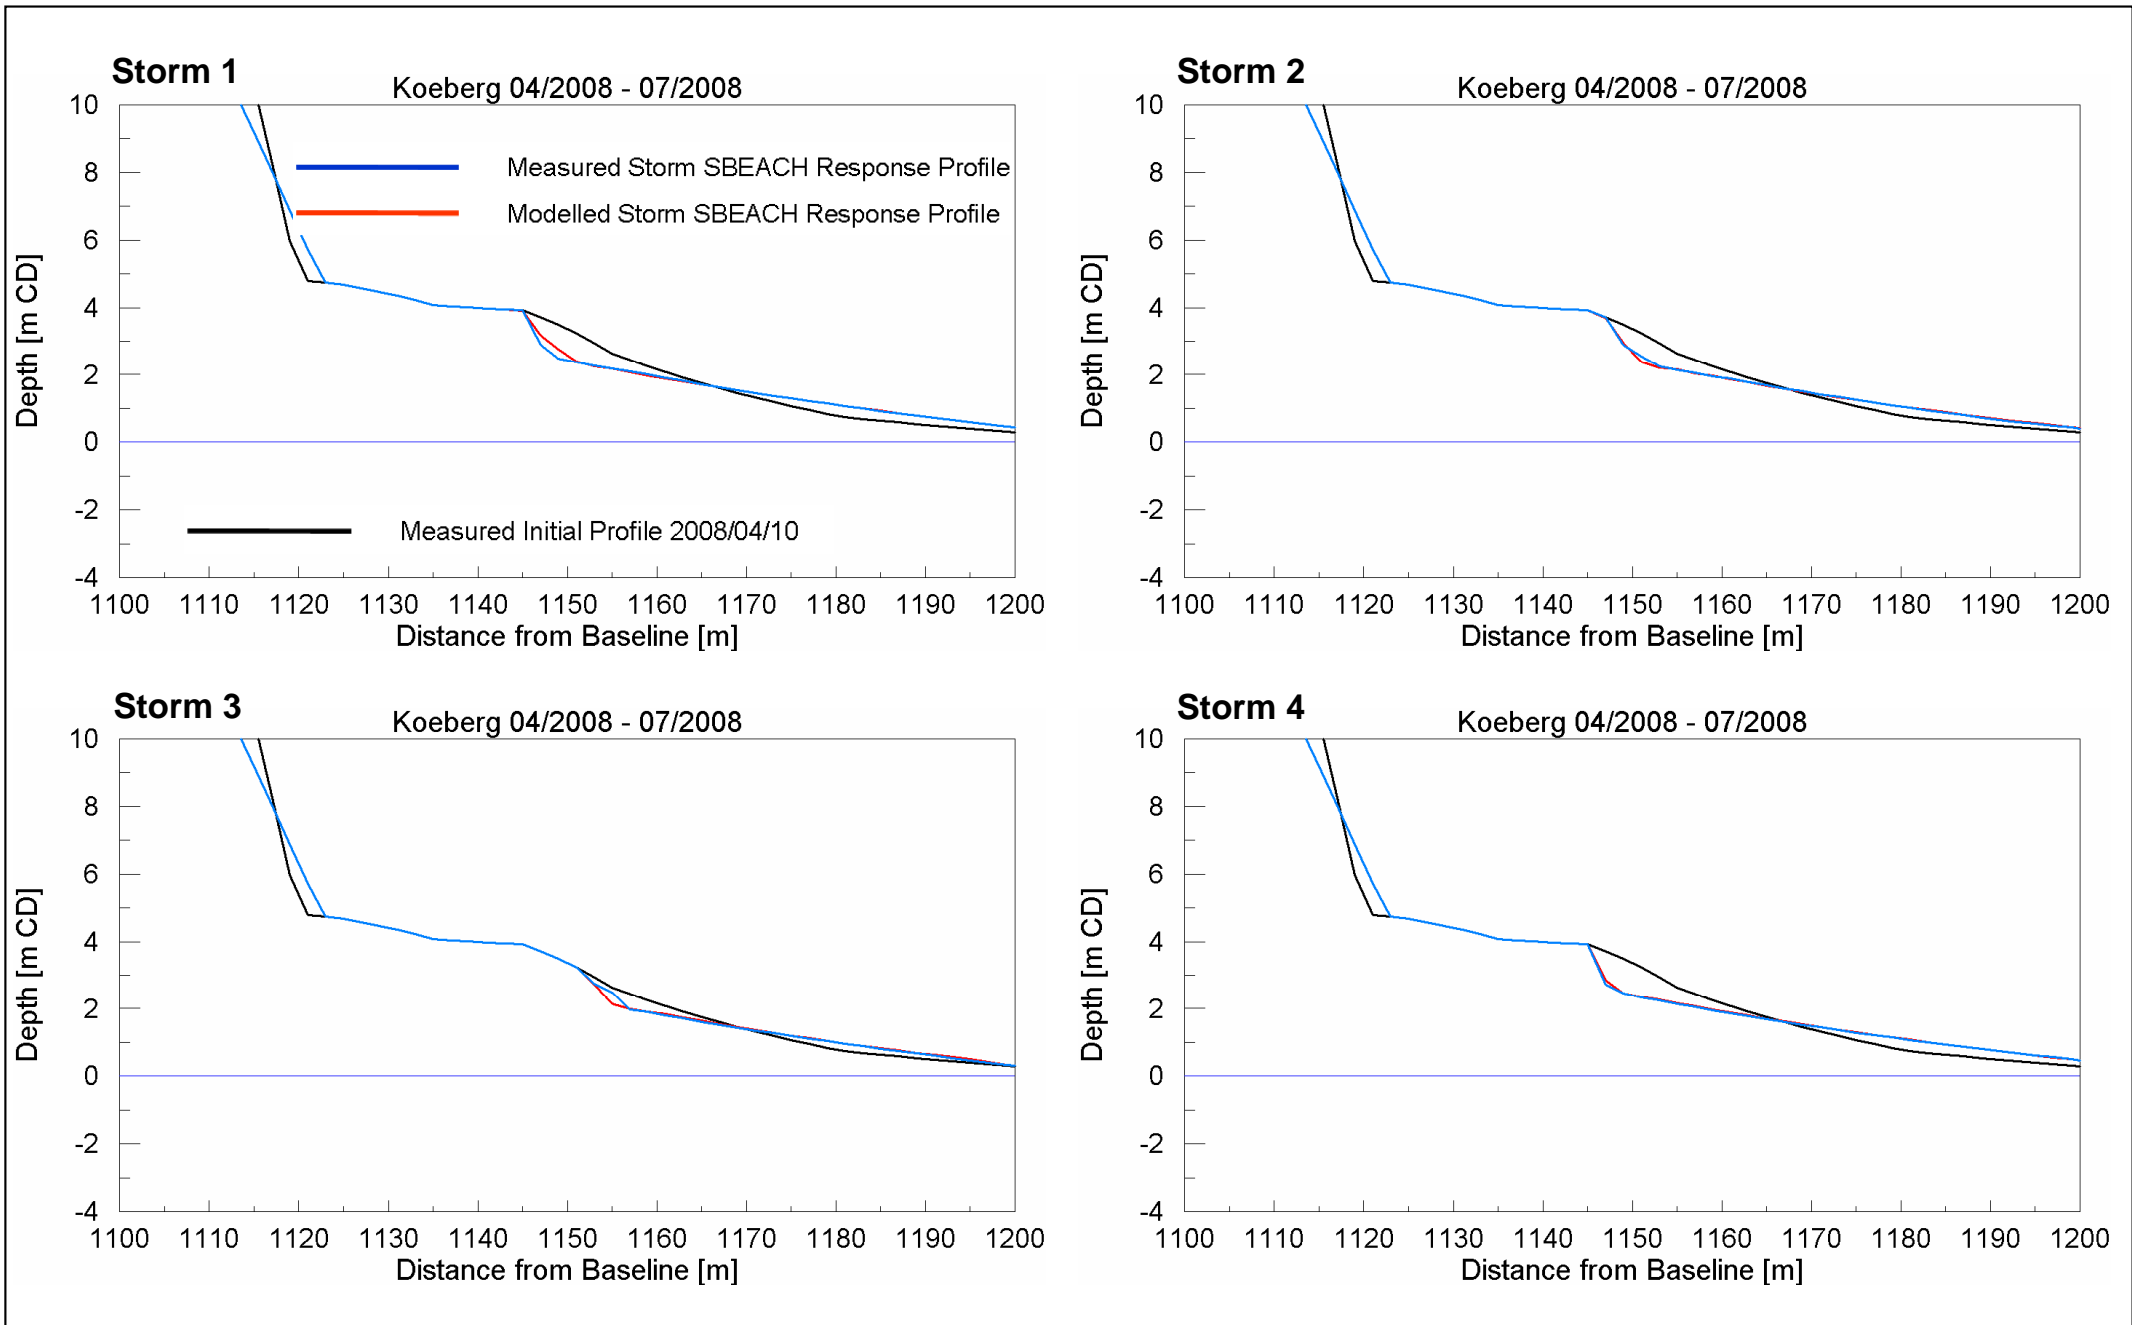 Storm 1
Koeberg 04/2008 - 07/2008
10
8
6
4
2
0
-2
-4
Depth [m CD]
Measured Storm SBEACH Response Profile
Modelled Storm SBEACH Response Profile
Measured Initial Profile 2008/04/10
1100 1110 1120 1130 1140 1150 1160 1170 1180 1190 1200
Distance from Baseline [m]
Storm 2
Koeberg 04/2008 - 07/2008
10
8
6
4
2
0
-2
-4
Depth [m CD]
1100 1110 1120 1130 1140 1150 1160 1170 1180 1190 1200
Distance from Baseline [m]
Storm 3
Koeberg 04/2008 - 07/2008
10
8
6
4
2
0
-2
-4
Depth [m CD]
1100 1110 1120 1130 1140 1150 1160 1170 1180 1190 1200
Distance from Baseline [m]
Storm 4
Koeberg 04/2008 - 07/2008
10
8
6
4
2
0
-2
-4
Depth [m CD]
1100 1110 1120 1130 1140 1150 1160 1170 1180 1190 1200
Distance from Baseline [m]